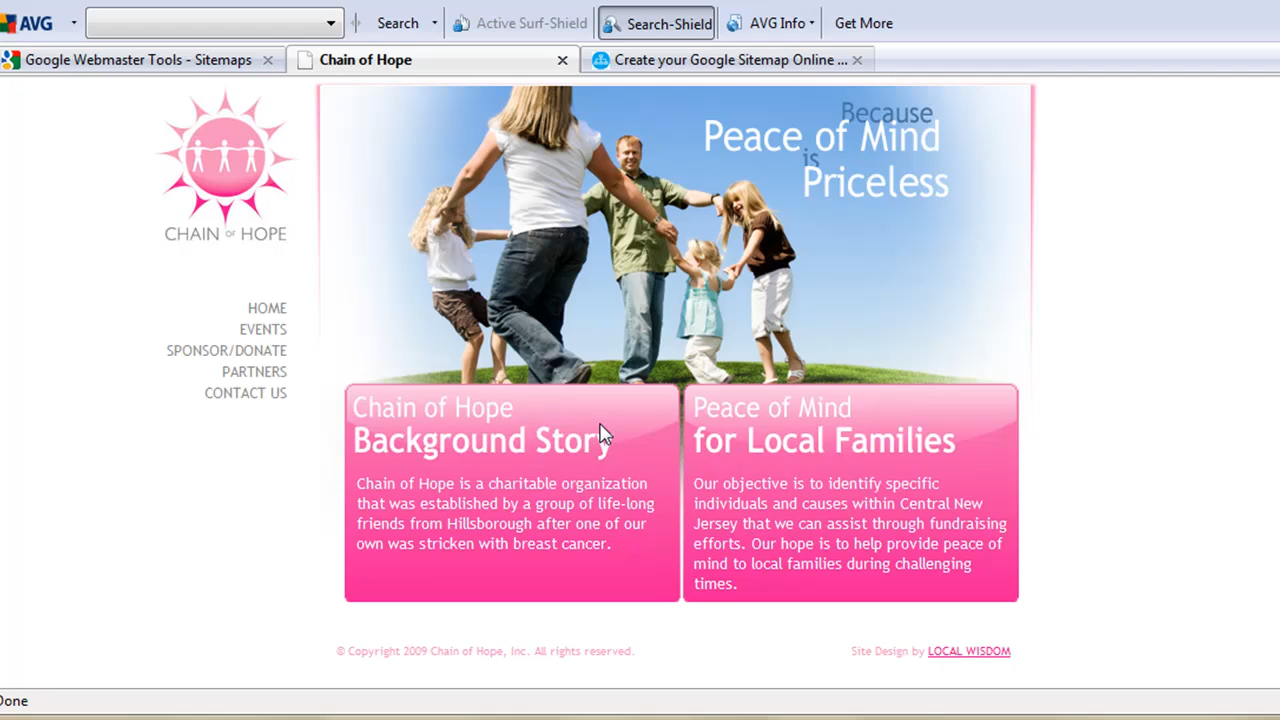 AVG Search Active Surf-Shield Search-Shield AVG Info Get More
Google Webmaster Tools - Sitemaps Chain of Hope Create your Google Sitemap Online ...
Because
Peace of Mind
is
Priceless
CHAIN OF HOPE
HOME
EVENTS
SPONSOR/DONATE
PARTNERS
CONTACT US
Chain of Hope
Background Story
Chain of Hope is a charitable organization
that was established by a group of life-long
friends from Hillsborough after one of our
own was stricken with breast cancer.
Peace of Mind
for Local Families
Our objective is to identify specific
individuals and causes within Central New
Jersey that we can assist through fundraising
efforts. Our hope is to help provide peace of
mind to local families during challenging
times.
© Copyright 2009 Chain of Hope, Inc. All rights reserved.
Site Design by LOCAL WISDOM
Done